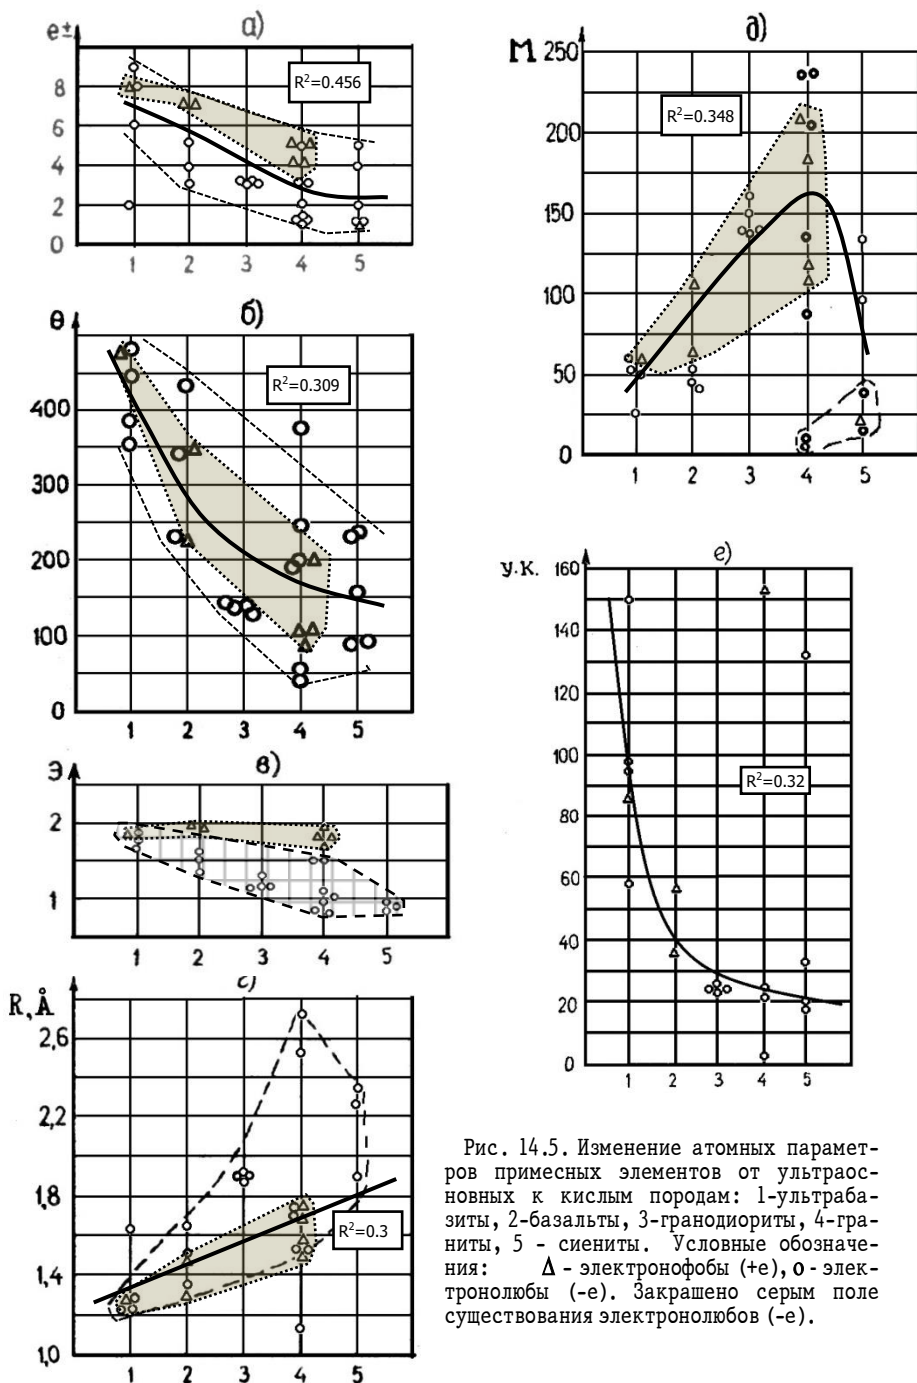 а)
e±
R²=0.456
8
6
4
2
0
1 2 3 4 5
д)
M
250
R²=0.348
200
150
100
50
0
1 2 3 4 5
б)
θ
R²=0.309
400
300
200
100
0
1 2 3 4 5
е)
у.к.
160
140
120
100
R²=0.32
80
60
40
20
0
1 2 3 4 5
в)
Э
2
1
1 2 3 4 5
с)
R,Å
2,6
2,2
1,8
R²=0.3
1,4
1,0
1 2 3 4 5
Рис. 14.5. Изменение атомных парамет-
ров примесных элементов от ультраос-
новных к кислым породам: 1-ультраба-
зиты, 2-базальты, 3-гранодиориты, 4-гра-
ниты, 5 - сиениты. Условные обозначе-
ния: Δ - электронофобы (+е), о - элек-
тронолюбы (-е). Закрашено серым поле
существования электронолюбов (-е).